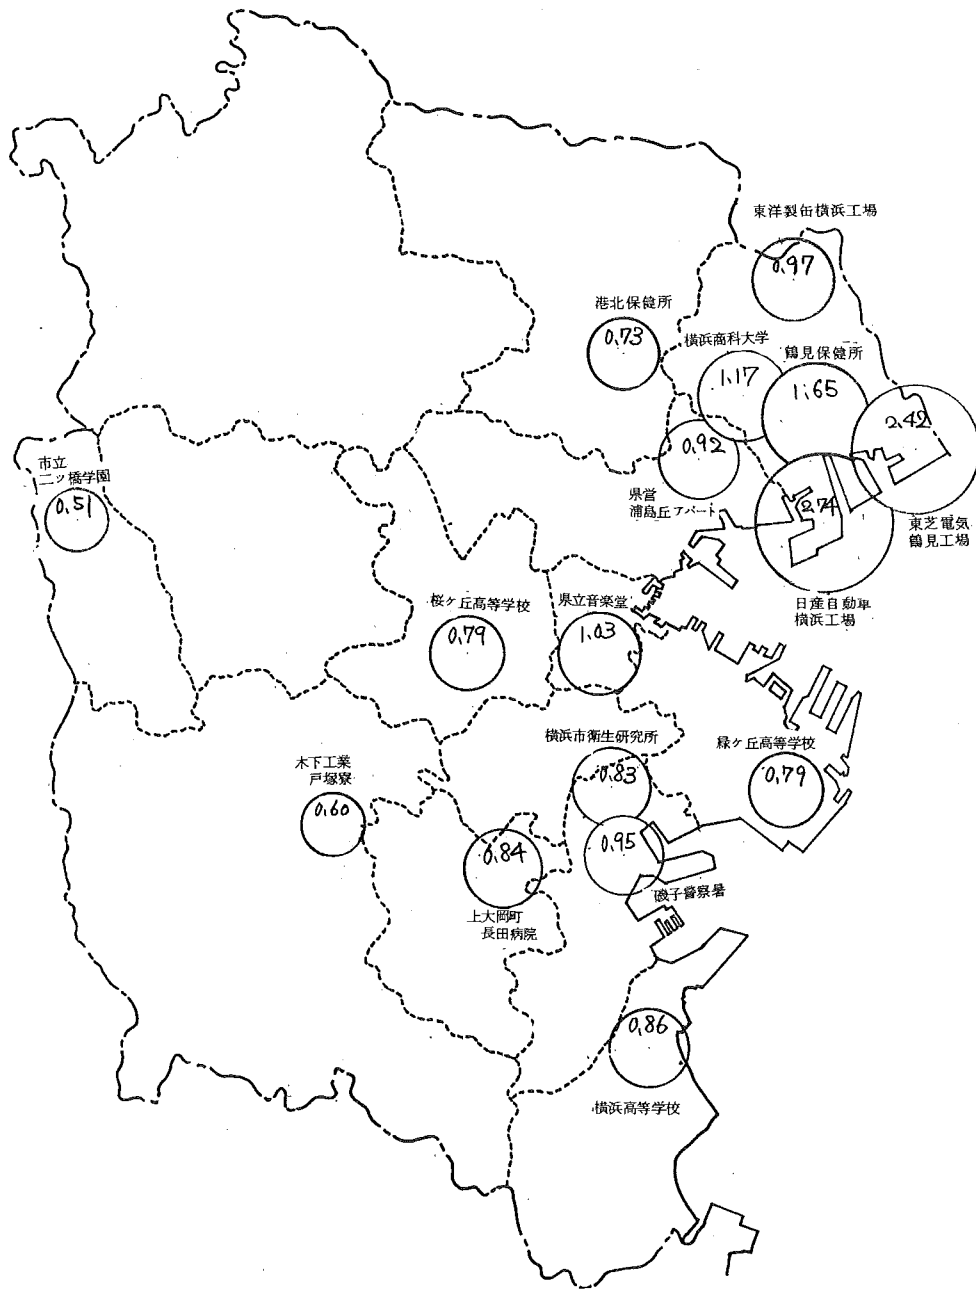 東洋製缶横浜工場
0.97
港北保健所
0.73
横浜商科大学
1.17
鶴見保健所
1.65
2.42
東芝電気
鶴見工場
0.92
県営
浦島丘アパート
2.74
日産自動車
横浜工場
市立
二ッ橋学園
0.51
桜ケ丘高等学校
0.79
県立音楽堂
1.03
横浜市衛生研究所
0.83
緑ケ丘高等学校
0.79
木下工業
戸塚寮
0.60
0.84
上大岡町
長田病院
0.95
磯子警察署
0.86
横浜高等学校